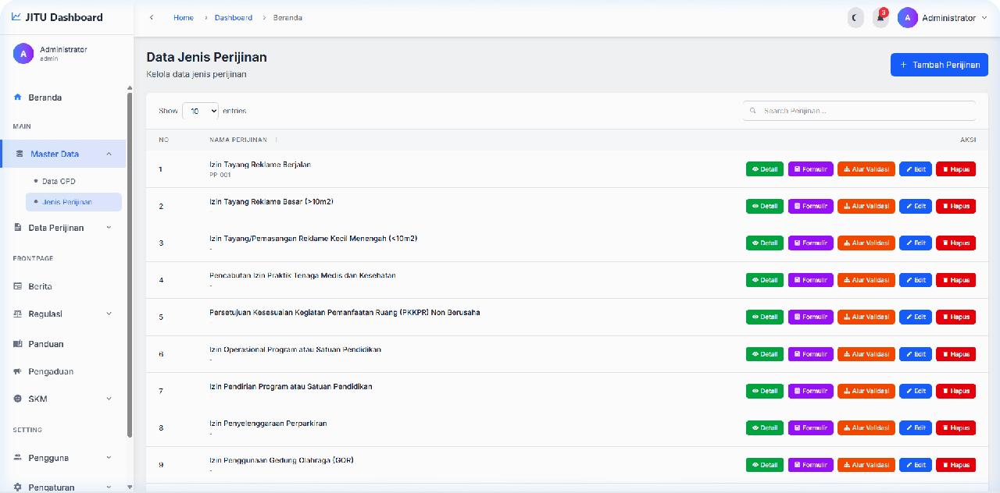 JITU Dashboard
Home > Dashboard > Beranda
3
A Administrator
A Administrator
admin
Beranda
MAIN
Master Data
Data OPD
Jenis Perijinan
Data Perijinan
FRONTPAGE
Berita
Regulasi
Panduan
Pengaduan
SKM
SETTING
Pengguna
Pengaturan
Data Jenis Perijinan
Kelola data jenis perijinan
+ Tambah Perijinan
Show 10 entries
Search Perijinan...
NO NAMA PERIJINAN AKSI
1 Izin Tayang Reklame Berjalan Detail Formulir Alur Validasi Edit Hapus
PP-001
2 Izin Tayang Reklame Besar (>10m2) Detail Formulir Alur Validasi Edit Hapus
-
3 Izin Tayang/Pemasangan Reklame Kecil Menengah (<10m2) Detail Formulir Alur Validasi Edit Hapus
-
4 Pencabutan Izin Praktik Tenaga Medis dan Kesehatan Detail Formulir Alur Validasi Edit Hapus
-
5 Persetujuan Kesesuaian Kegiatan Pemanfaatan Ruang (PKKPR) Non Berusaha Detail Formulir Alur Validasi Edit Hapus
-
6 Izin Operasional Program atau Satuan Pendidikan Detail Formulir Alur Validasi Edit Hapus
-
7 Izin Pendirian Program atau Satuan Pendidikan Detail Formulir Alur Validasi Edit Hapus
-
8 Izin Penyelenggaraan Perparkiran Detail Formulir Alur Validasi Edit Hapus
-
9 Izin Penggunaan Gedung Olahraga (GOR) Detail Formulir Alur Validasi Edit Hapus
-